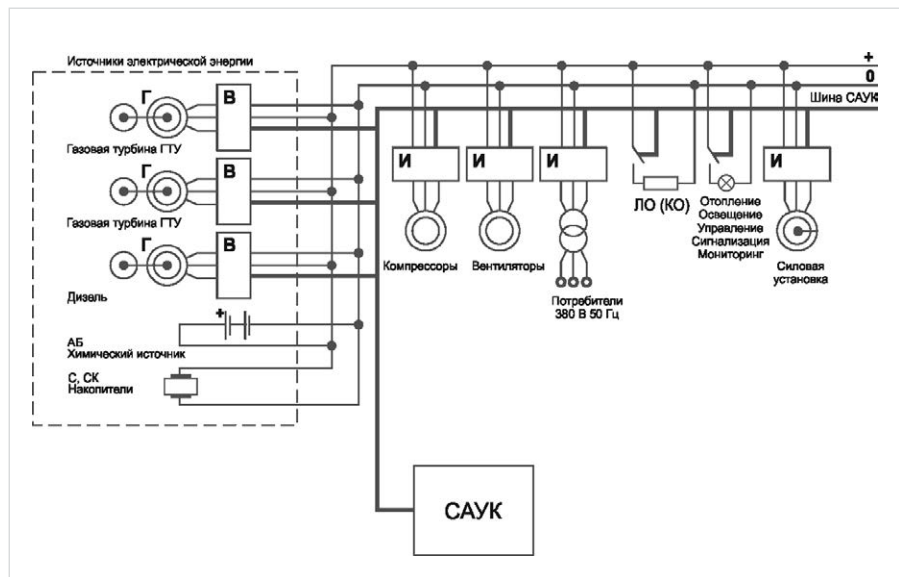 Источники электрической энергии
+
0
Шина САУК
Г
В
Газовая турбина ГТУ
Г
В
Газовая турбина ГТУ
Г
В
Дизель
+
АБ
Химический источник
С, СК
Накопители
И
И
И
И
Компрессоры
Вентиляторы
Потребители
380 В 50 Гц
ЛО (КО)
Отопление
Освещение
Управление
Сигнализация
Мониторинг
Силовая
установка
САУК